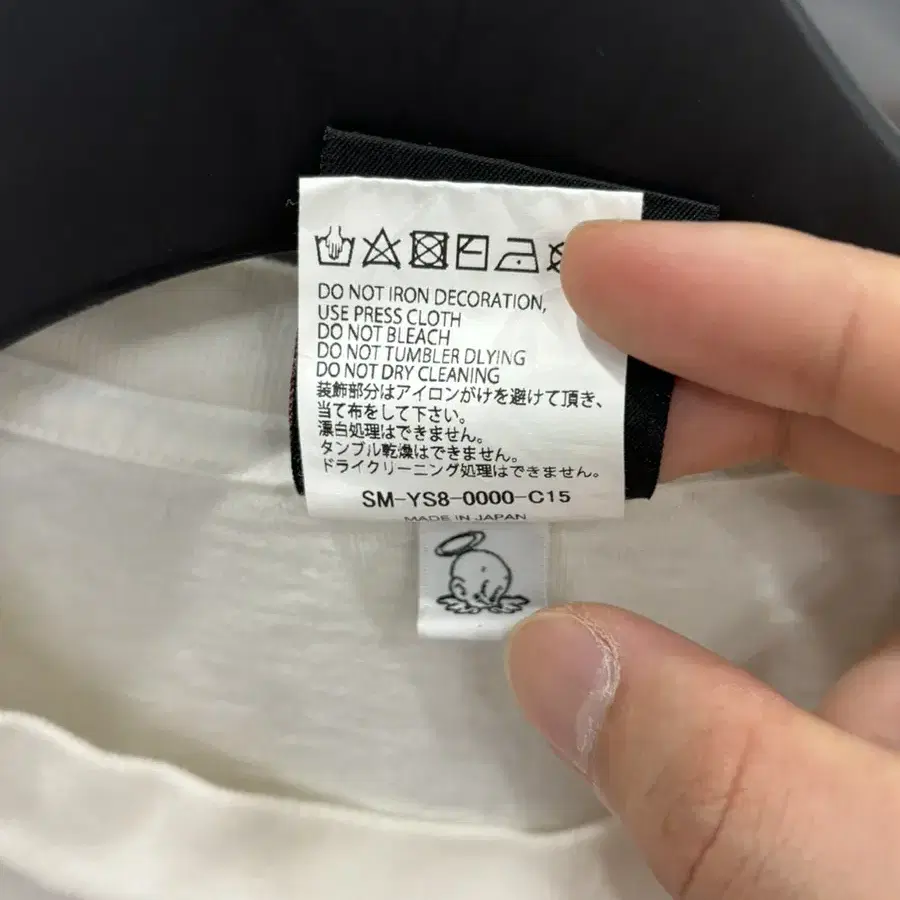 DO NOT IRON DECORATION,
USE PRESS CLOTH
DO NOT BLEACH
DO NOT TUMBLER DLYING
DO NOT DRY CLEANING
装飾部分はアイロンがけを避けて頂き、
当て布をして下さい。
漂白処理はできません。
タンブル乾燥はできません。
ドライクリーニング処理はできません。
SM-YS8-0000-C15
MADE IN JAPAN